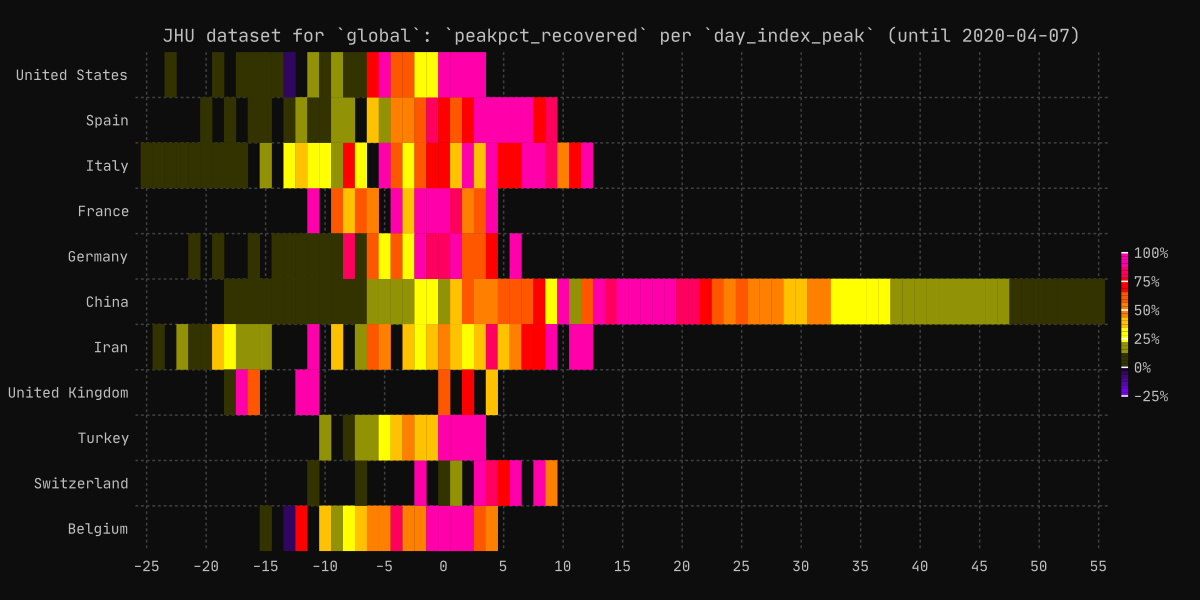 JHU dataset for `global`: `peakpct_recovered` per `day_index_peak` (until 2020-04-07)
United States
Spain
Italy
France
Germany
China
Iran
United Kingdom
Turkey
Switzerland
Belgium
-25 -20 -15 -10 -5 0 5 10 15 20 25 30 35 40 45 50 55
100%
75%
50%
25%
0%
-25%